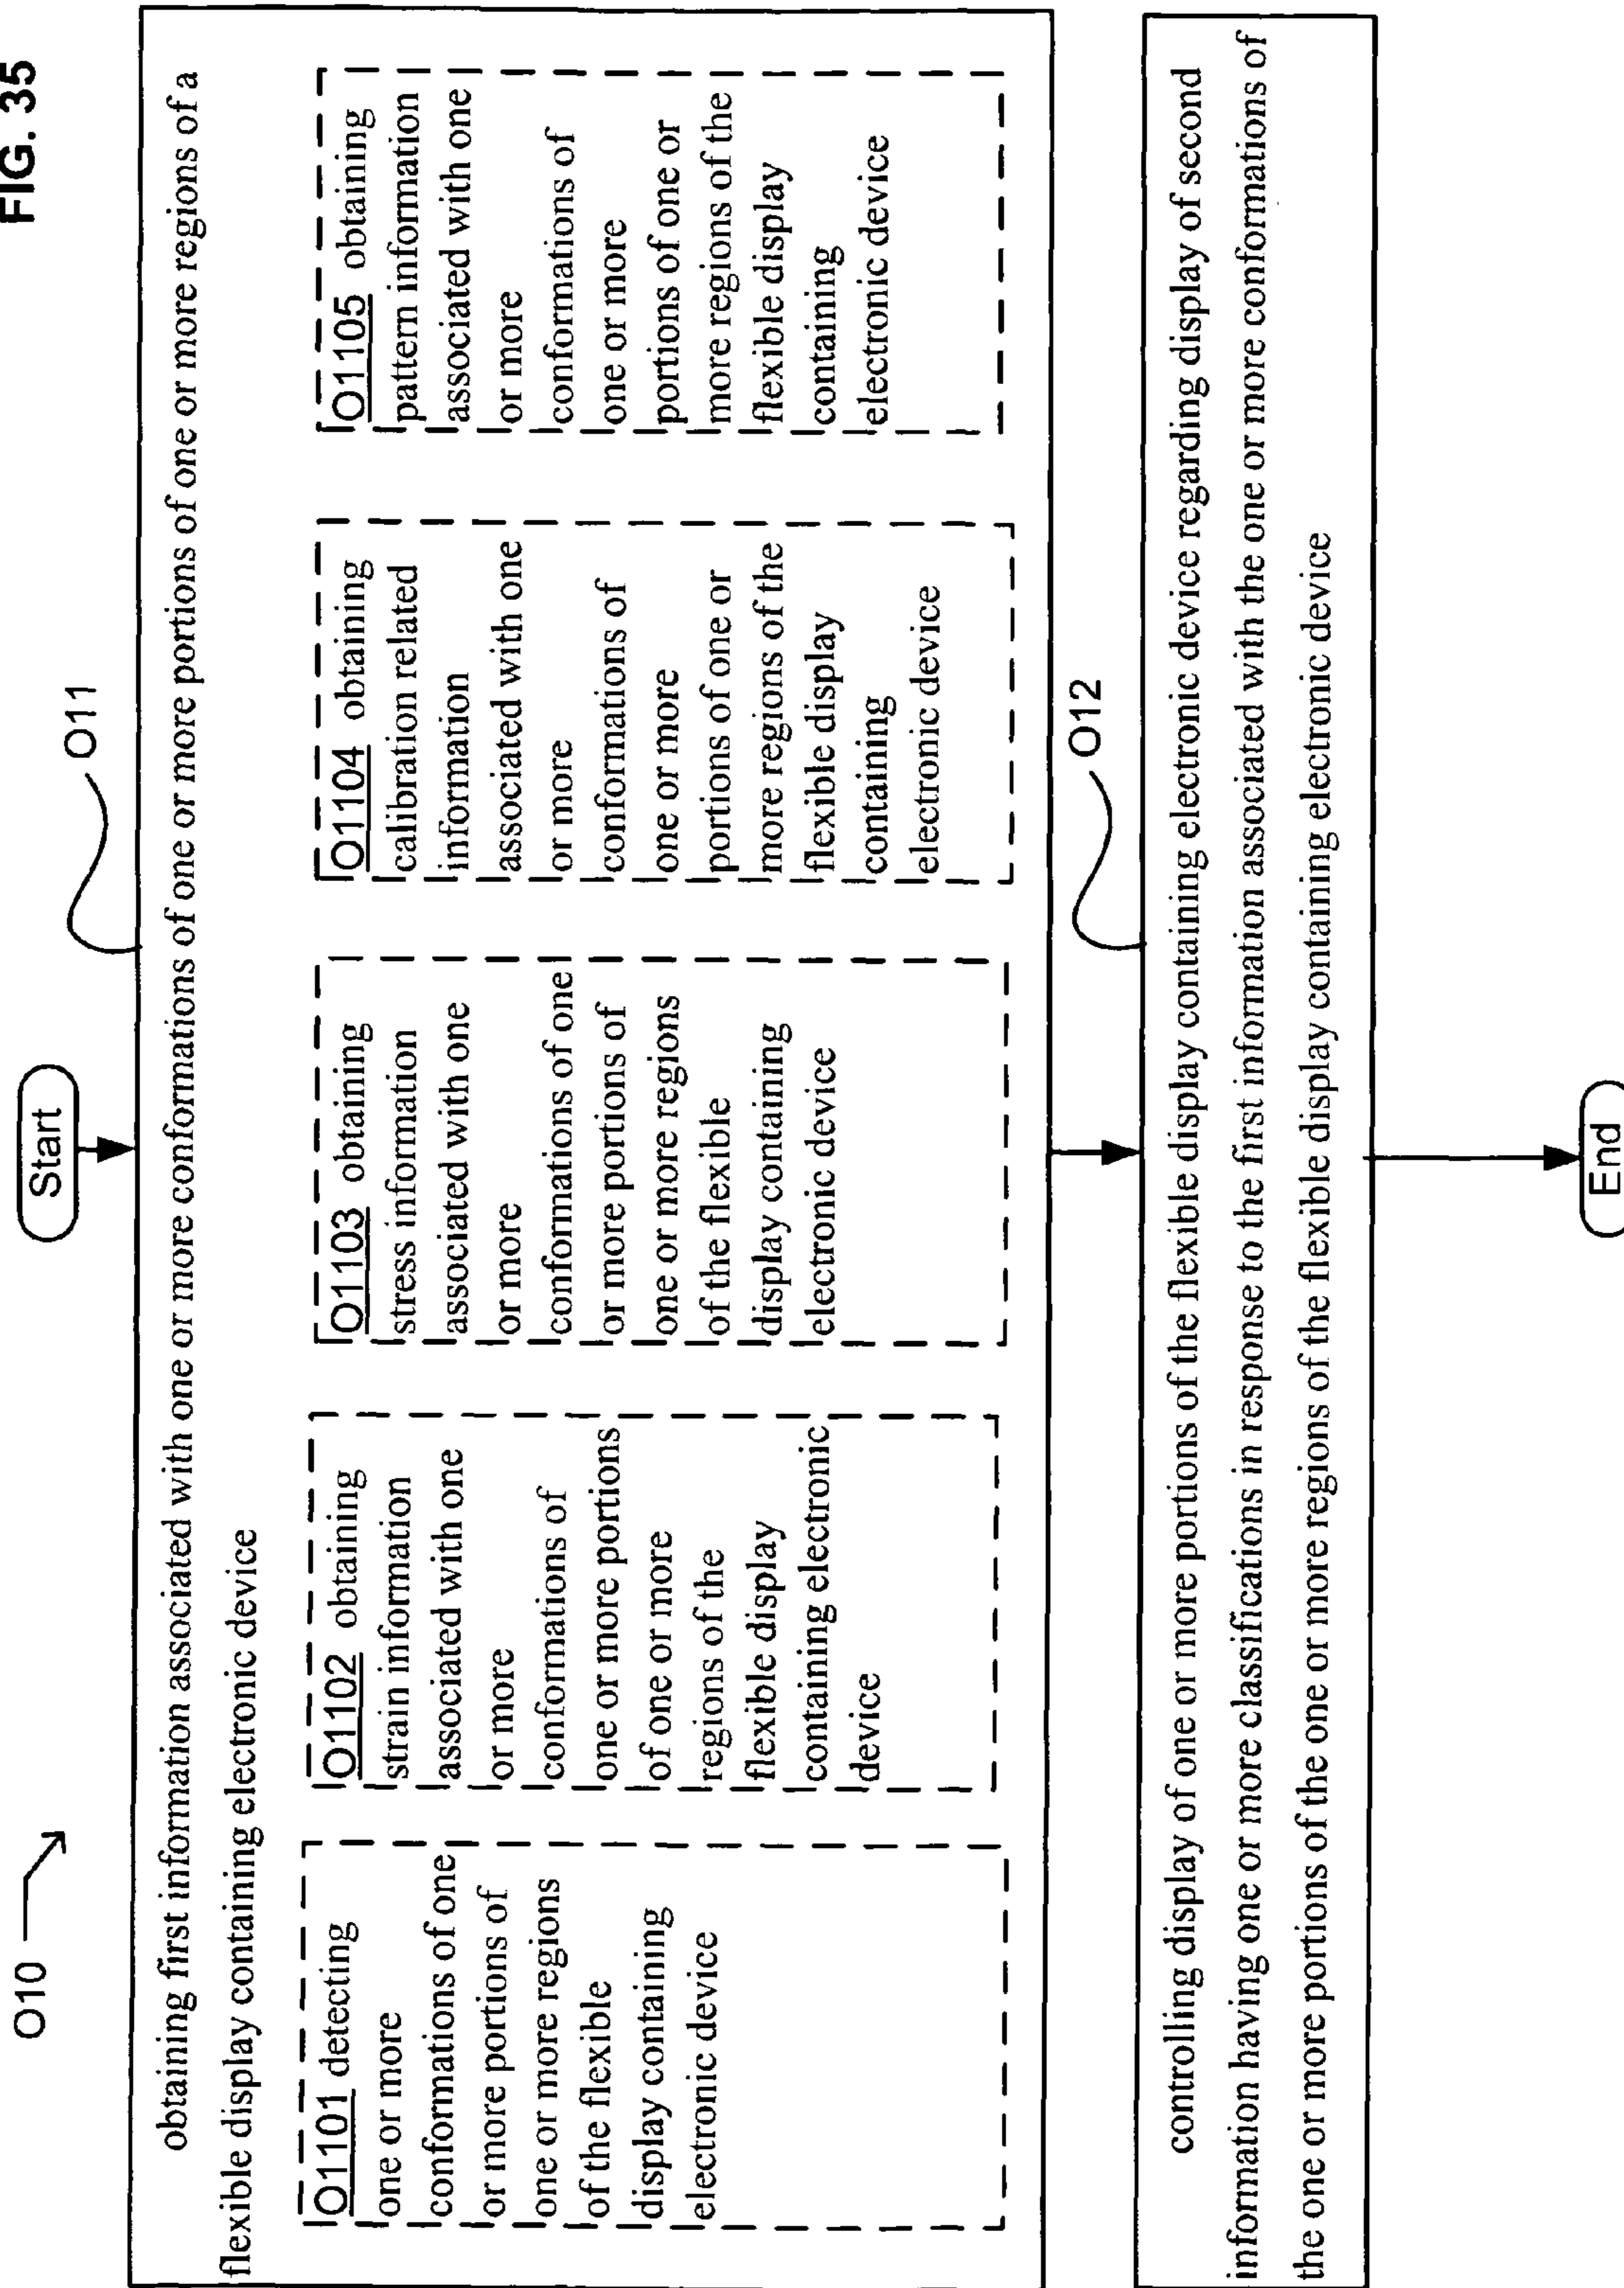 FIG. 35
O10
Start
O11
obtaining first information associated with one or more conformations of one or more portions of one or more regions of a
flexible display containing electronic device
O1101 detecting
one or more
conformations of one
or more portions of
one or more regions
of the flexible
display containing
electronic device
O1102 obtaining
strain information
associated with one
or more
conformations of
one or more portions
of one or more
regions of the
flexible display
containing electronic
device
O1103 obtaining
stress information
associated with one
or more
conformations of one
or more portions of
one or more regions
of the flexible
display containing
electronic device
O1104 obtaining
calibration related
information
associated with one
or more
conformations of
one or more
portions of one or
more regions of the
flexible display
containing
electronic device
O1105 obtaining
pattern information
associated with one
or more
conformations of
one or more
portions of one or
more regions of the
flexible display
containing
electronic device
O12
controlling display of one or more portions of the flexible display containing electronic device regarding display of second
information having one or more classifications in response to the first information associated with the one or more conformations of
the one or more portions of the one or more regions of the flexible display containing electronic device
End